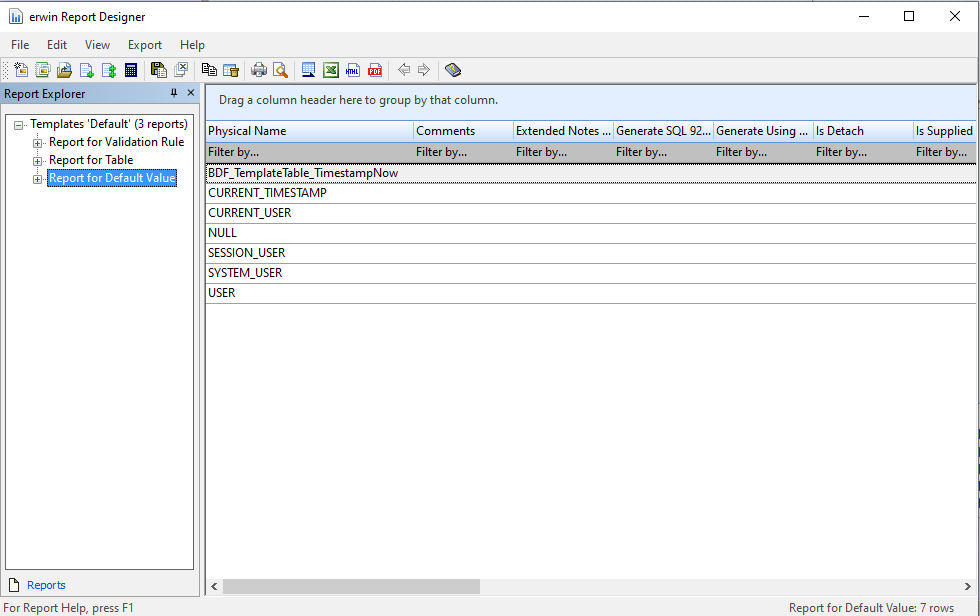 erwin Report Designer
File Edit View Export Help
Report Explorer
Templates 'Default' (3 reports)
Report for Validation Rule
Report for Table
Report for Default Value
Reports
Drag a column header here to group by that column.
Physical Name Comments Extended Notes ... Generate SQL 92... Generate Using ... Is Detach Is Supplied
Filter by... Filter by... Filter by... Filter by... Filter by... Filter by... Filter by...
BDF_TemplateTable_TimestampNow
CURRENT_TIMESTAMP
CURRENT_USER
NULL
SESSION_USER
SYSTEM_USER
USER
For Report Help, press F1 Report for Default Value: 7 rows